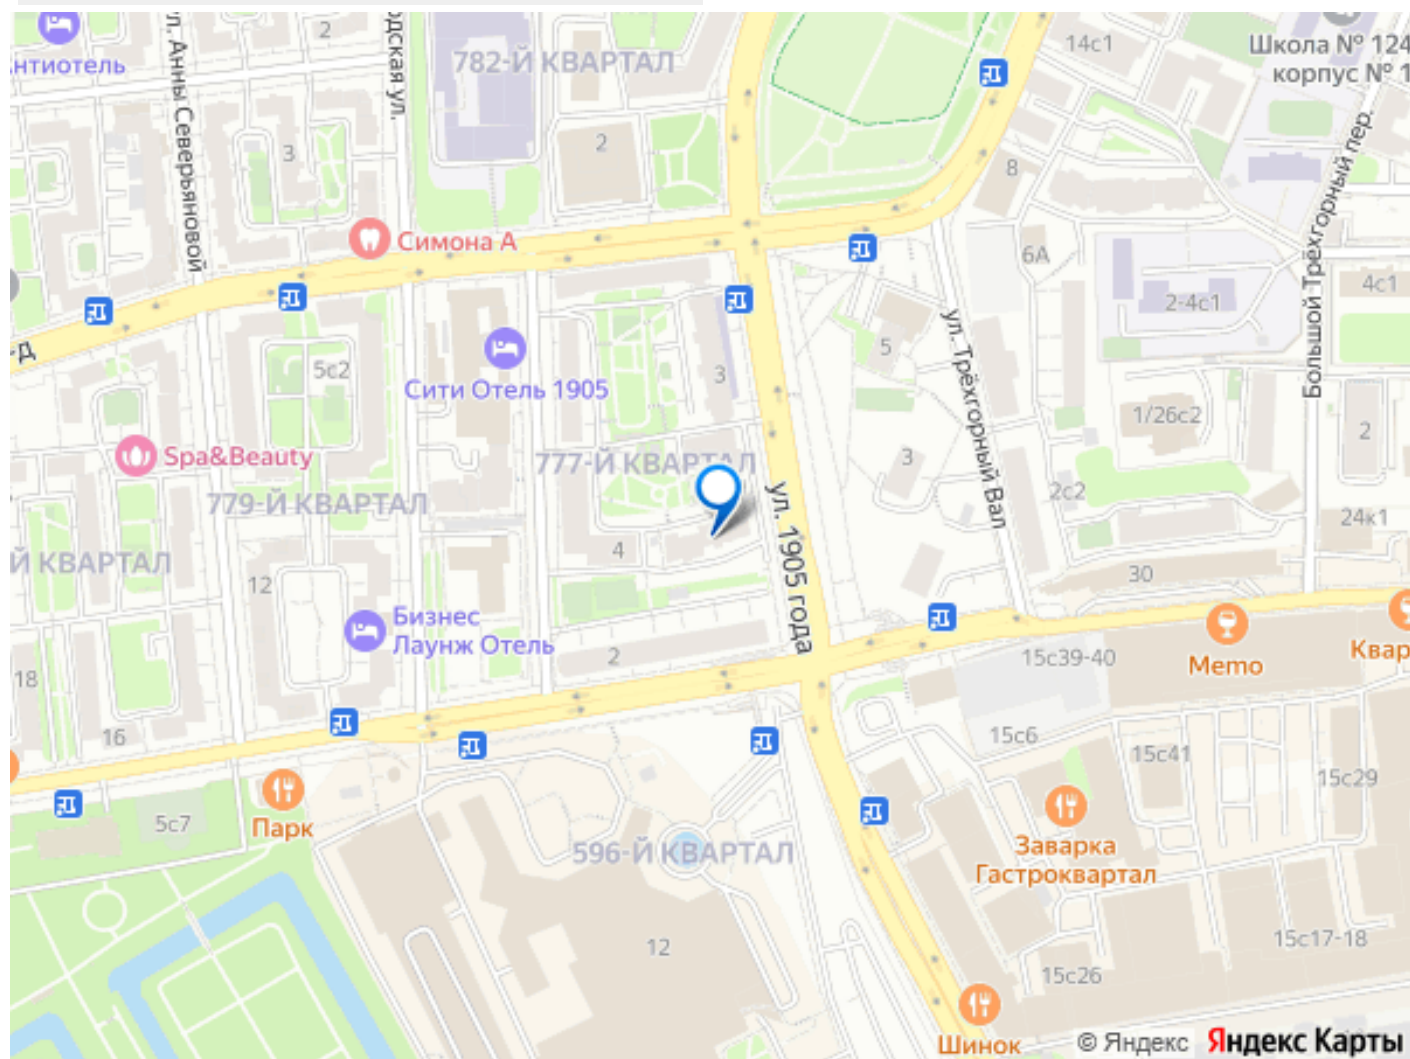 нтиотель
ул. Анны Северьяновой
2
одская ул.
782-Й КВАРТАЛ
14с1
Школа № 124
корпус № 1
3
2
8
Большой Трёхгорный пер.
Симона А
6А
2-4с1
4с1
-д
5с2
Сити Отель 1905
3
5
ул. Трёхгорный Вал
1/26с2
2
Spa&Beauty
777-Й КВАРТАЛ
3
779-Й КВАРТАЛ
2с2
24к1
ул. 1905 года
Й КВАРТАЛ
12
4
30
Бизнес
Лаунж Отель
2
15с39-40
Memo
Квар
18
16
15с6
15с41
15с29
5с7
Парк
596-Й КВАРТАЛ
Заварка
Гастроквартал
12
15с17-18
15с26
Шинок
© Яндекс Яндекс Карты